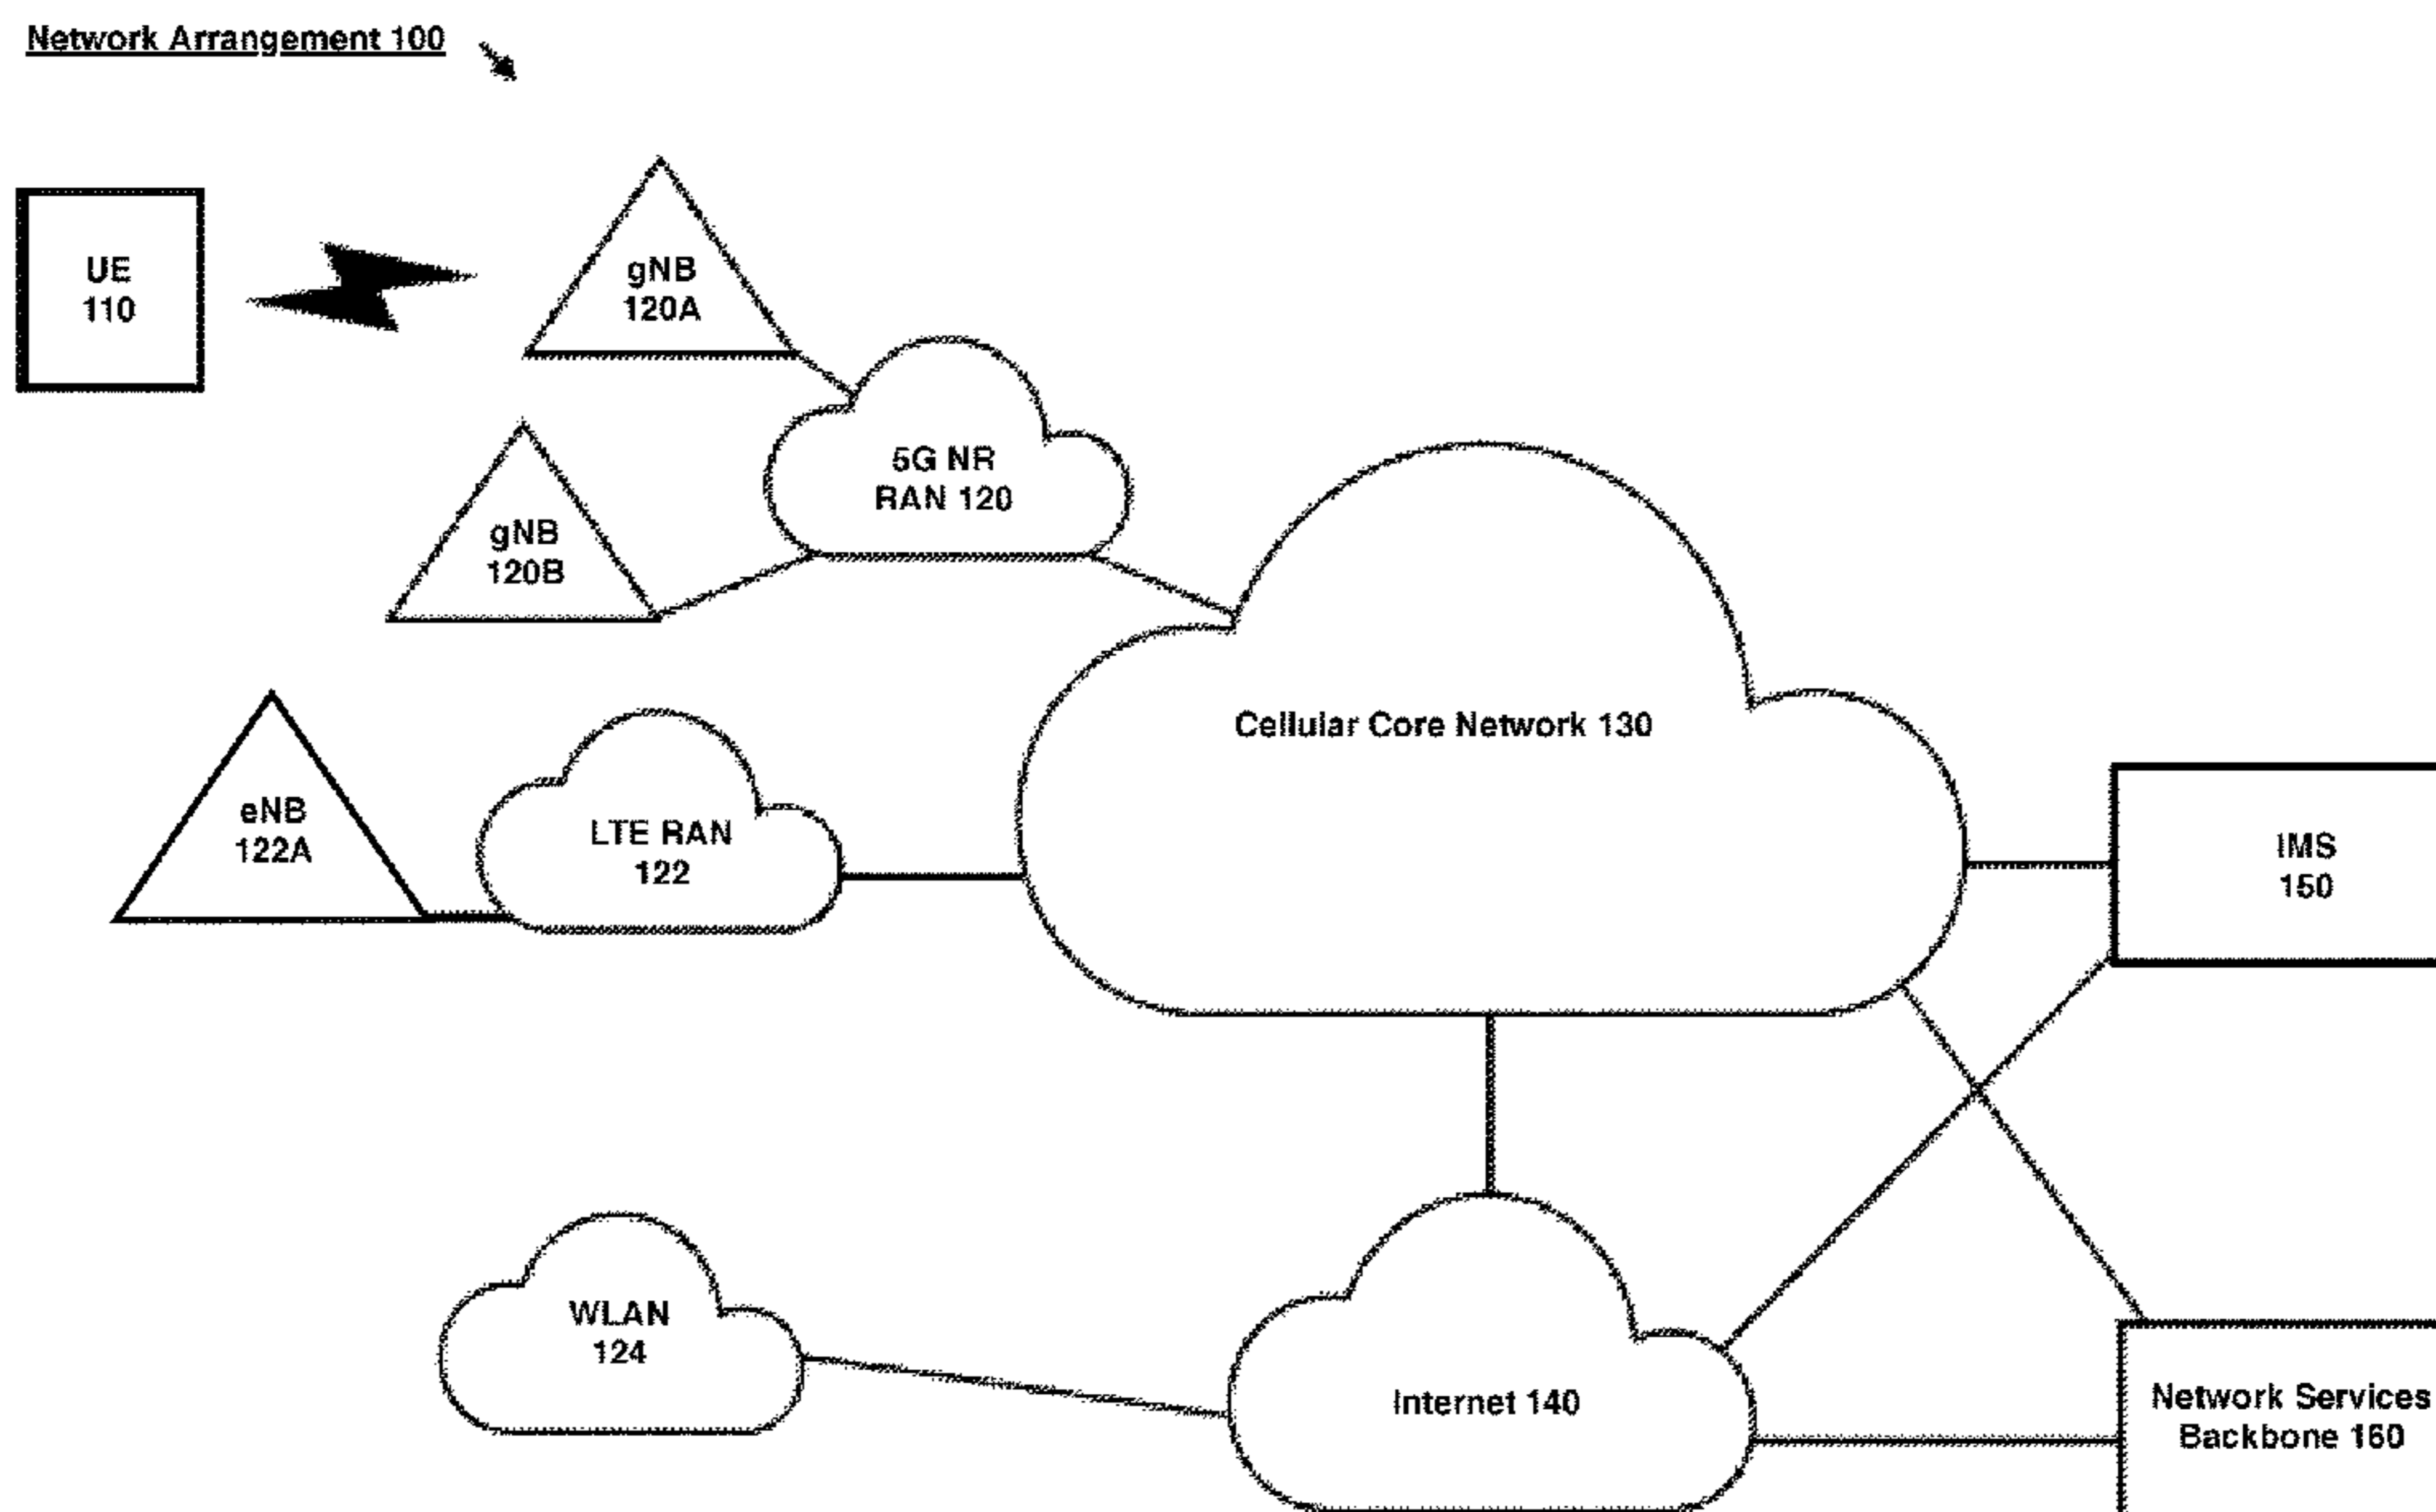 Network Arrangement 100
UE
110
gNB
120A
5G NR
RAN 120
gNB
120B
Cellular Core Network 130
eNB
122A
LTE RAN
122
IMS
150
WLAN
124
Internet 140
Network Services
Backbone 160